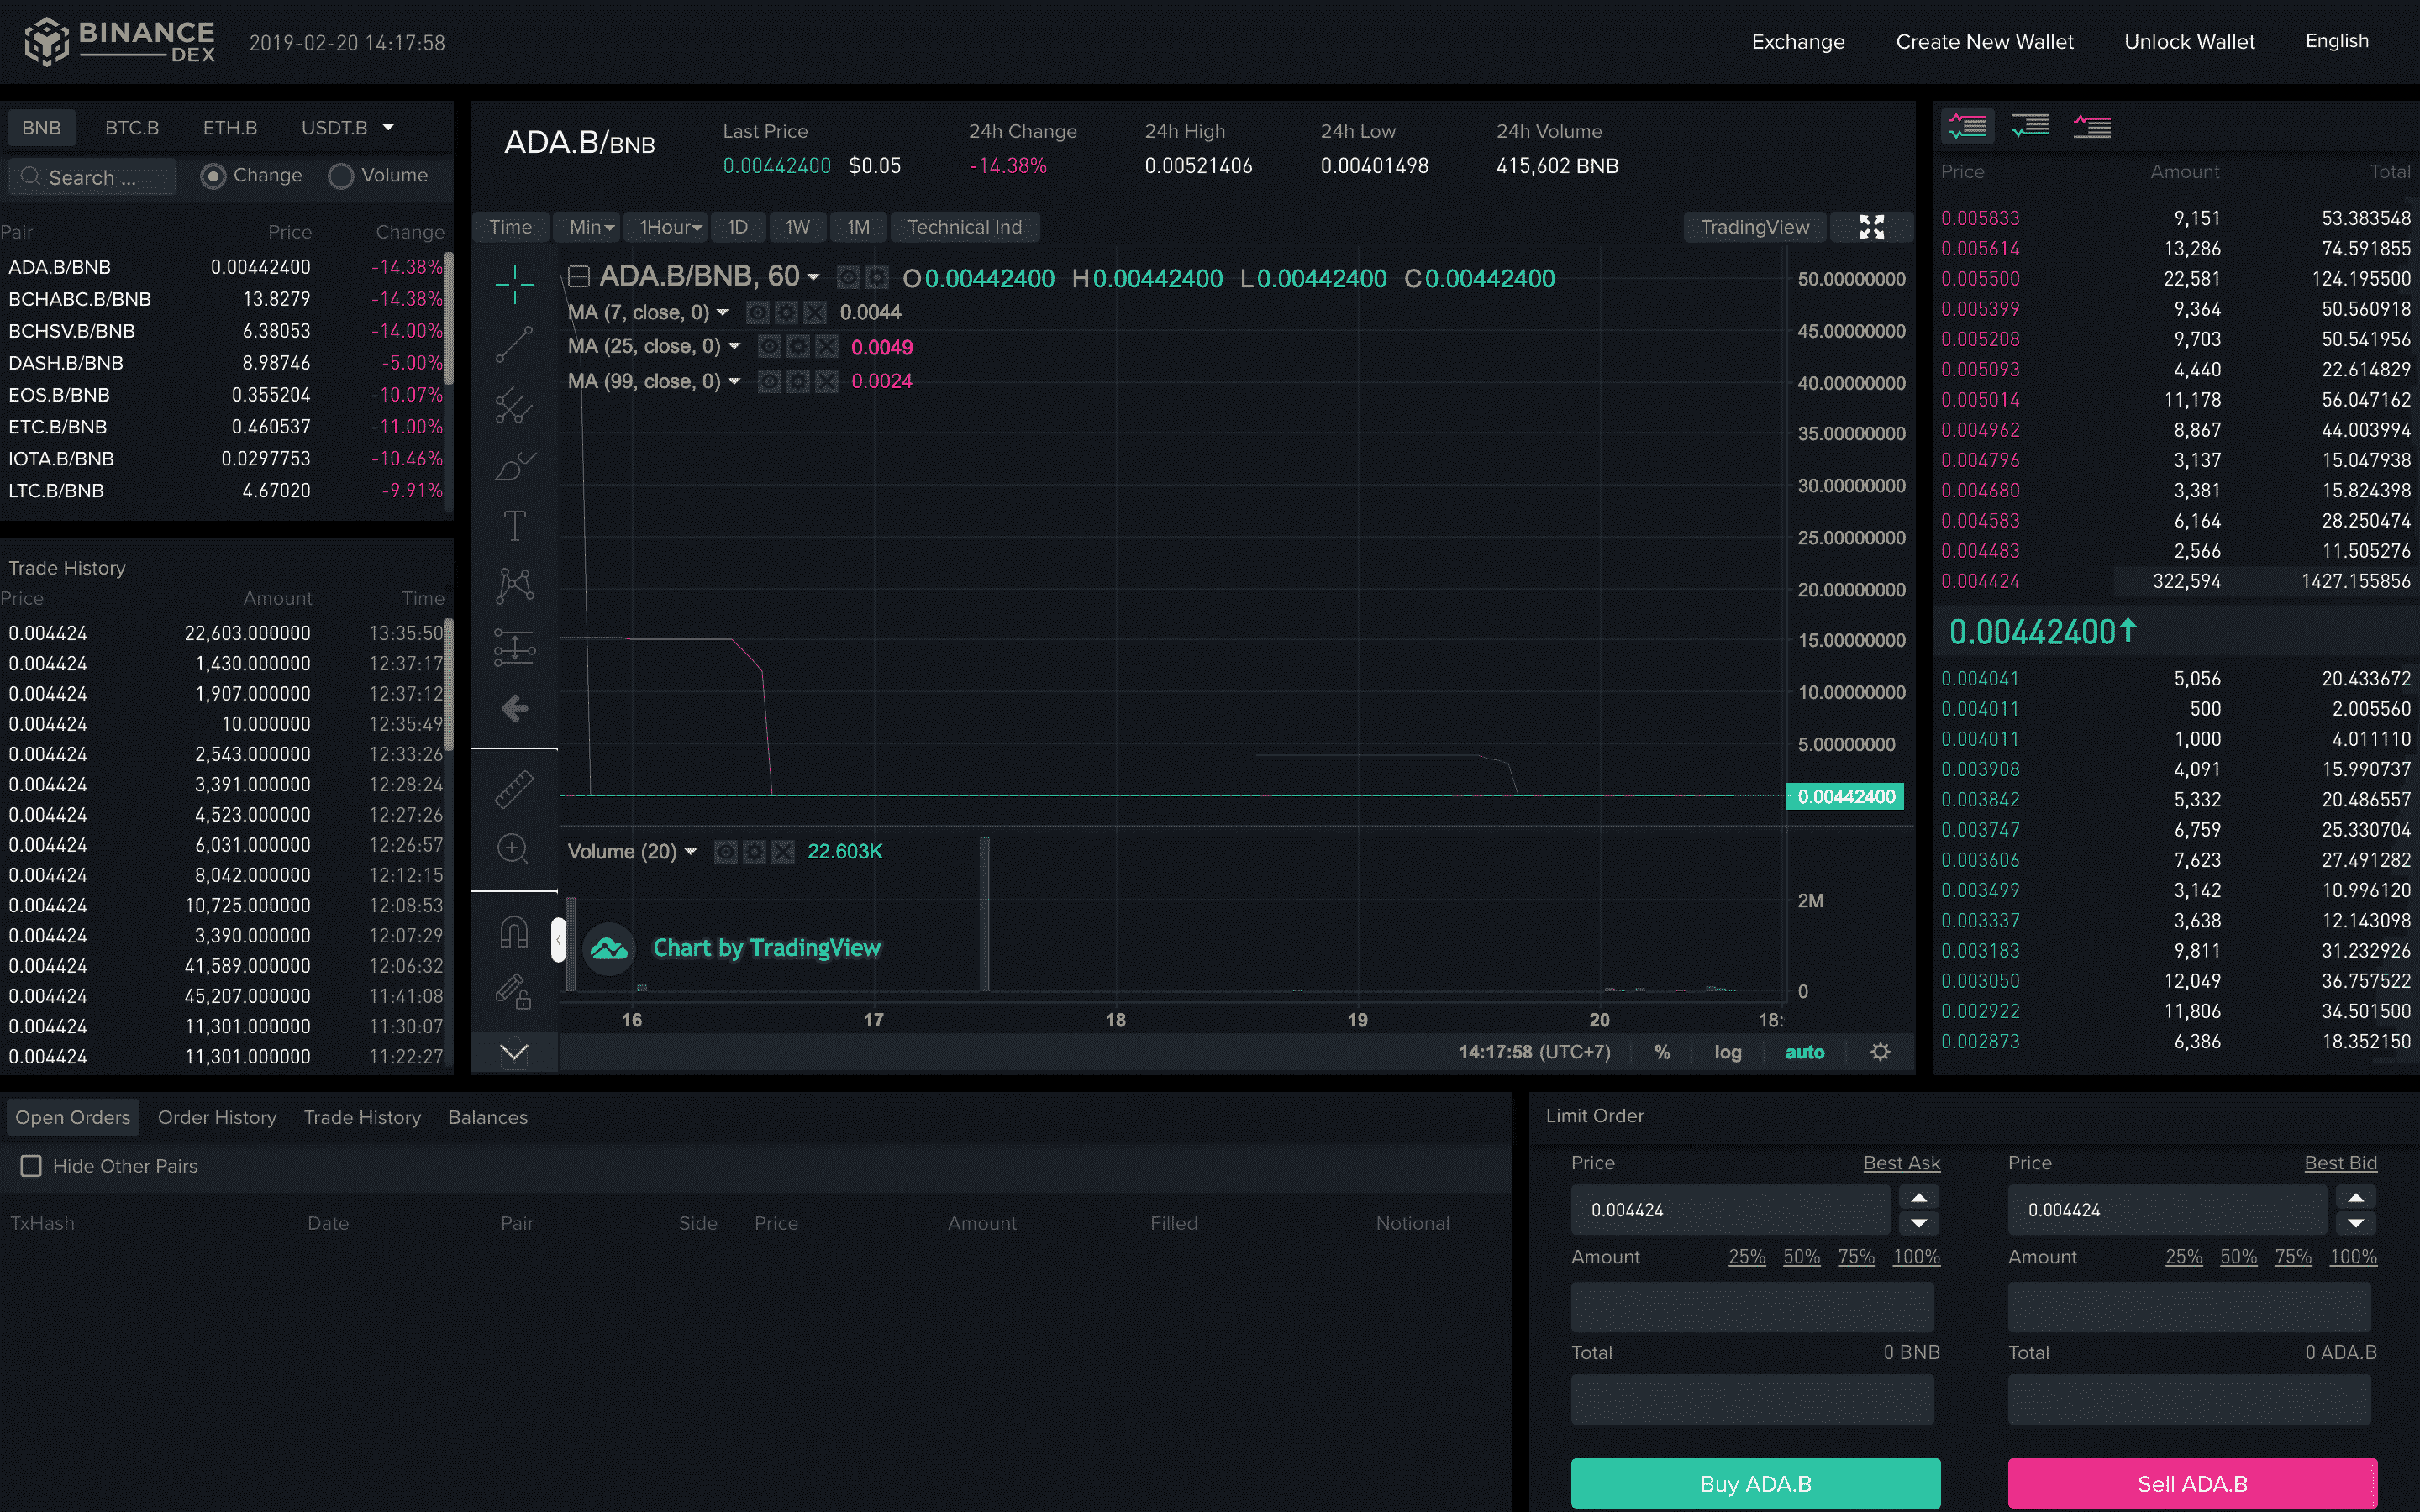 BINANCE
DEX
2019-02-20 14:17:58
Exchange
Create New Wallet
Unlock Wallet
English
BNB BTC.B ETH.B USDT.B
Search ... Change Volume
Pair Price Change
ADA.B/BNB 0.00442400 -14.38%
BCHABC.B/BNB 13.8279 -14.38%
BCHSV.B/BNB 6.38053 -14.00%
DASH.B/BNB 8.98746 -5.00%
EOS.B/BNB 0.355204 -10.07%
ETC.B/BNB 0.460537 -11.00%
IOTA.B/BNB 0.0297753 -10.46%
LTC.B/BNB 4.67020 -9.91%
Trade History
Price Amount Time
0.004424 22,603.000000 13:35:50
0.004424 1,430.000000 12:37:17
0.004424 1,907.000000 12:37:12
0.004424 10.000000 12:35:49
0.004424 2,543.000000 12:33:26
0.004424 3,391.000000 12:28:24
0.004424 4,523.000000 12:27:26
0.004424 6,031.000000 12:26:57
0.004424 8,042.000000 12:12:15
0.004424 10,725.000000 12:08:53
0.004424 3,390.000000 12:07:29
0.004424 41,589.000000 12:06:32
0.004424 45,207.000000 11:41:08
0.004424 11,301.000000 11:30:07
0.004424 11,301.000000 11:22:27
ADA.B/BNB
Last Price 24h Change 24h High 24h Low 24h Volume
0.00442400 $0.05 -14.38% 0.00521406 0.00401498 415,602 BNB
Time Min 1Hour 1D 1W 1M Technical Ind TradingView
ADA.B/BNB, 60 O0.00442400 H0.00442400 L0.00442400 C0.00442400
MA (7, close, 0) 0.0044
MA (25, close, 0) 0.0049
MA (99, close, 0) 0.0024
50.00000000
45.00000000
40.00000000
35.00000000
30.00000000
25.00000000
20.00000000
15.00000000
10.00000000
5.00000000
0.00442400
Volume (20) 22.603K
2M
Chart by TradingView
0
16 17 18 19 20 18:
14:17:58 (UTC+7) % log auto
Price Amount Total
0.005833 9,151 53.383548
0.005614 13,286 74.591855
0.005500 22,581 124.195500
0.005399 9,364 50.560918
0.005208 9,703 50.541956
0.005093 4,440 22.614829
0.005014 11,178 56.047162
0.004962 8,867 44.003994
0.004796 3,137 15.047938
0.004680 3,381 15.824398
0.004583 6,164 28.250474
0.004483 2,566 11.505276
0.004424 322,594 1427.155856
0.00442400↑
0.004041 5,056 20.433672
0.004011 500 2.005560
0.004011 1,000 4.011110
0.003908 4,091 15.990737
0.003842 5,332 20.486557
0.003747 6,759 25.330704
0.003606 7,623 27.491282
0.003499 3,142 10.996120
0.003337 3,638 12.143098
0.003183 9,811 31.232926
0.003050 12,049 36.757522
0.002922 11,806 34.501500
0.002873 6,386 18.352150
Open Orders Order History Trade History Balances
Hide Other Pairs
TxHash Date Pair Side Price Amount Filled Notional
Limit Order
Price Best Ask
0.004424
Amount 25% 50% 75% 100%
Total 0 BNB
Buy ADA.B
Price Best Bid
0.004424
Amount 25% 50% 75% 100%
Total 0 ADA.B
Sell ADA.B